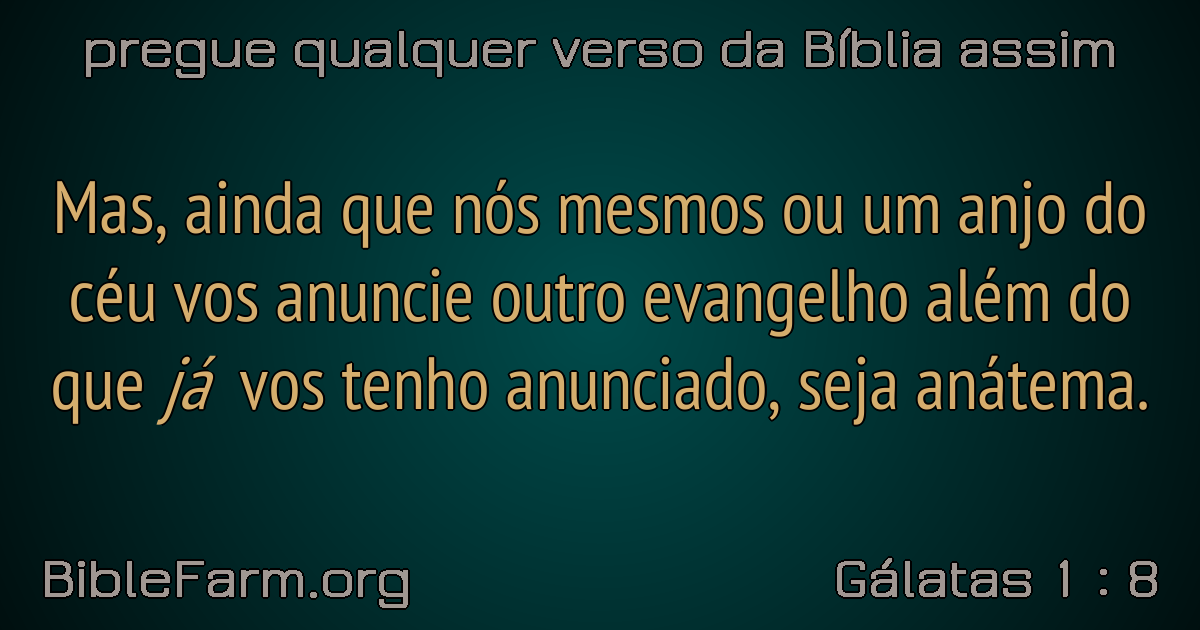 pregue qualquer verso da Bíblia assim
Mas, ainda que nós mesmos ou um anjo do
céu vos anuncie outro evangelho além do
que já vos tenho anunciado, seja anátema.
BibleFarm.org
Gálatas 1 : 8